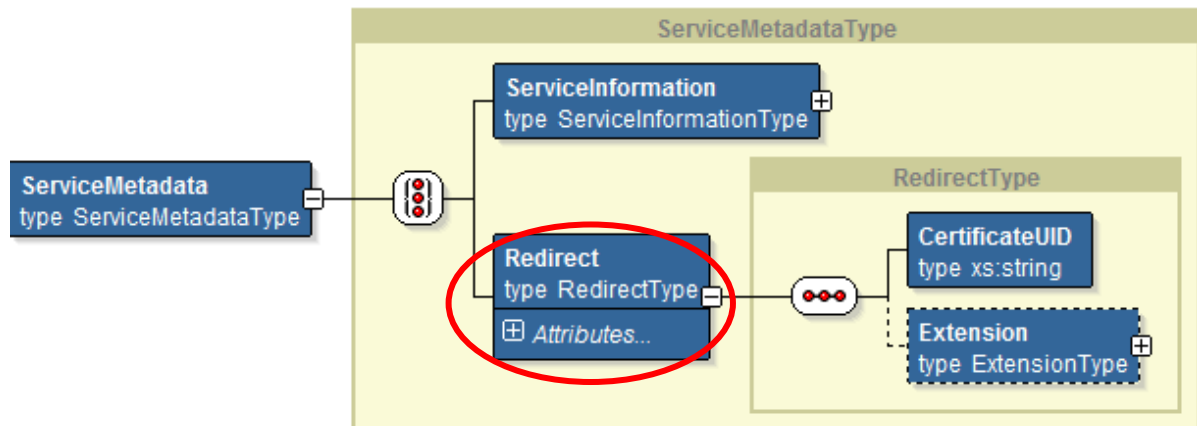 ServiceMetadataType
ServiceInformation
type ServiceInformationType
ServiceMetadata
type ServiceMetadataType
RedirectType
Redirect
type RedirectType
Attributes...
CertificateUID
type xs:string
Extension
type ExtensionType